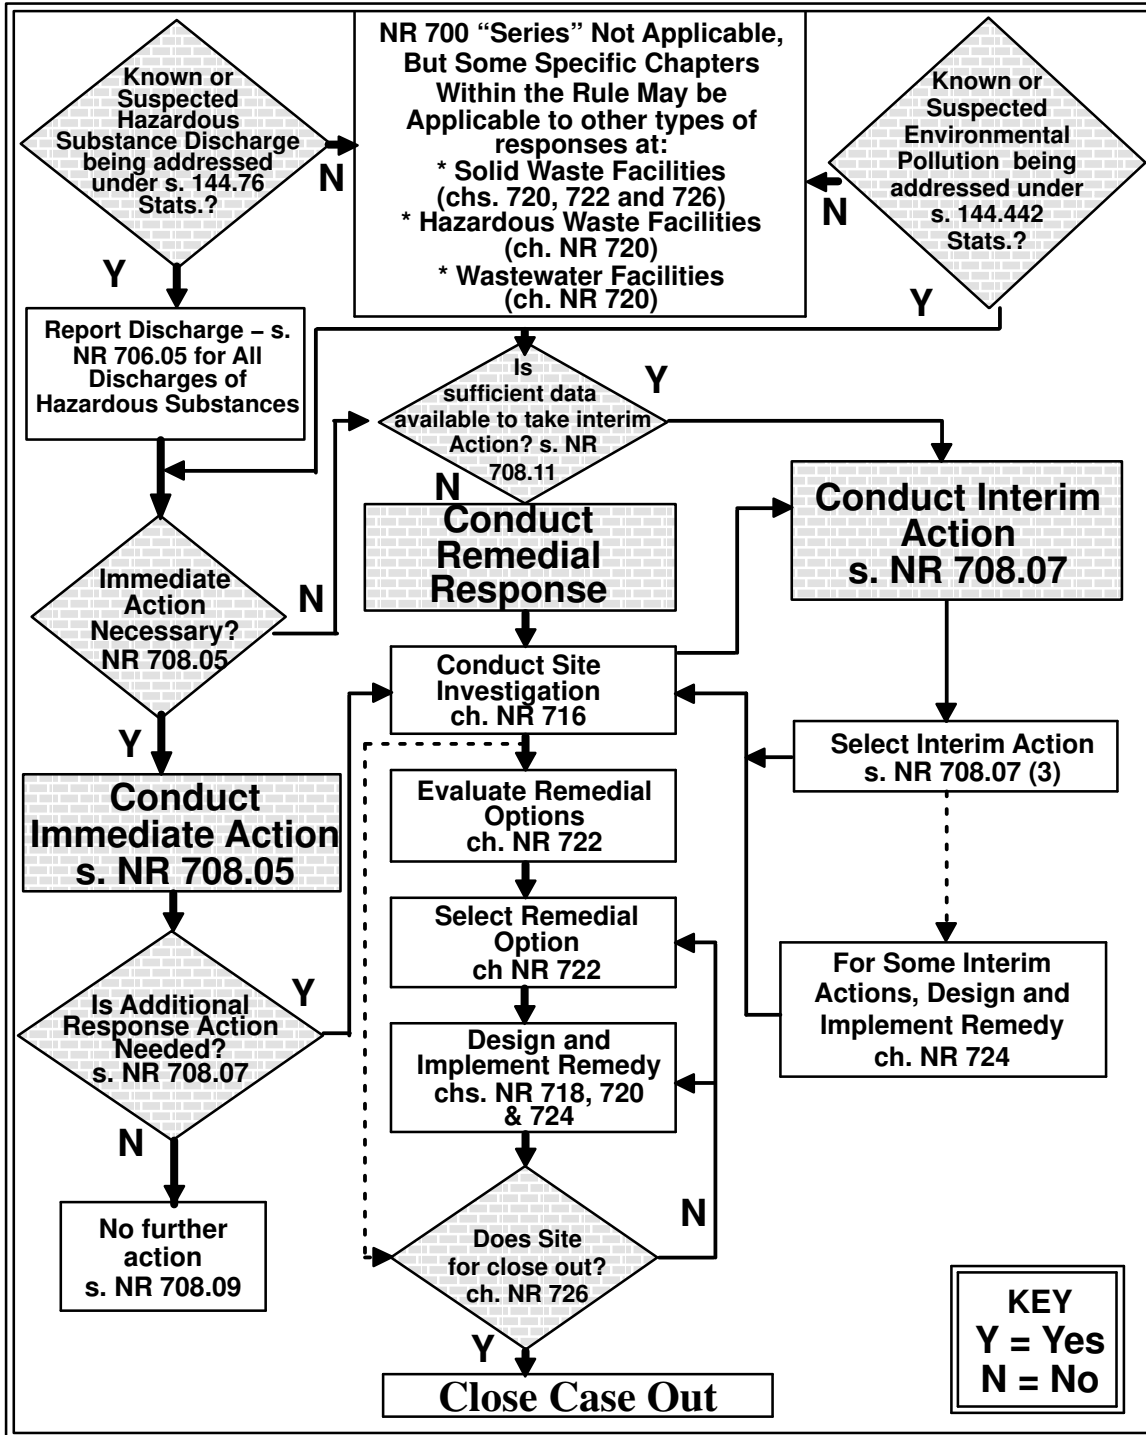 Known or
Suspected
Hazardous
Substance Discharge
being addressed
under s. 144.76
Stats.?
N
Y
NR 700 “Series” Not Applicable,
But Some Specific Chapters
Within the Rule May be
Applicable to other types of
responses at:
* Solid Waste Facilities
(chs. 720, 722 and 726)
* Hazardous Waste Facilities
(ch. NR 720)
* Wastewater Facilities
(ch. NR 720)
Known or
Suspected
Environmental
Pollution being
addressed under
s. 144.442
Stats.?
N
Y
Report Discharge – s.
NR 706.05 for All
Discharges of
Hazardous Substances
Is
sufficient data
available to take interim
Action? s. NR
708.11
Y
N
Conduct
Remedial
Response
Conduct Interim
Action
s. NR 708.07
Immediate
Action
Necessary?
NR 708.05
N
Y
Conduct Site
Investigation
ch. NR 716
Select Interim Action
s. NR 708.07 (3)
Conduct
Immediate Action
s. NR 708.05
Evaluate Remedial
Options
ch. NR 722
Select Remedial
Option
ch NR 722
For Some Interim
Actions, Design and
Implement Remedy
ch. NR 724
Is Additional
Response Action
Needed?
s. NR 708.07
Y
N
Design and
Implement Remedy
chs. NR 718, 720
& 724
No further
action
s. NR 708.09
Does Site
for close out?
ch. NR 726
N
Y
Close Case Out
KEY
Y = Yes
N = No